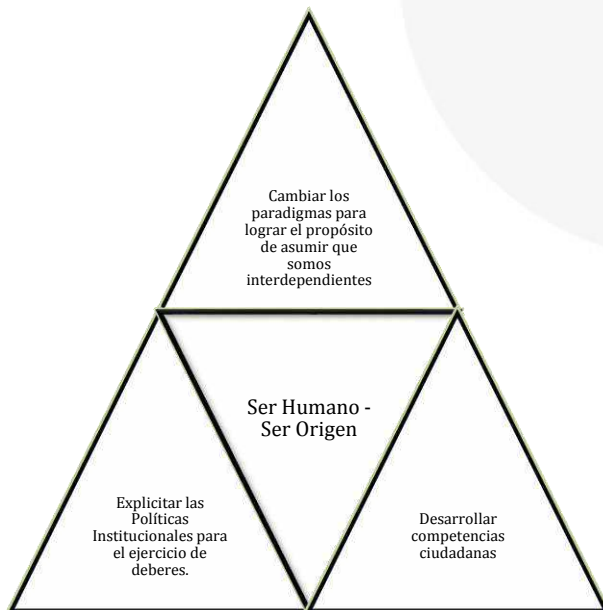 Cambiar los
paradigmas para
lograr el propósito
de asumir que
somos
interdependientes
Ser Humano -
Ser Origen
Explicitar las
Políticas
Institucionales para
el ejercicio de
deberes.
Desarrollar
competencias
ciudadanas